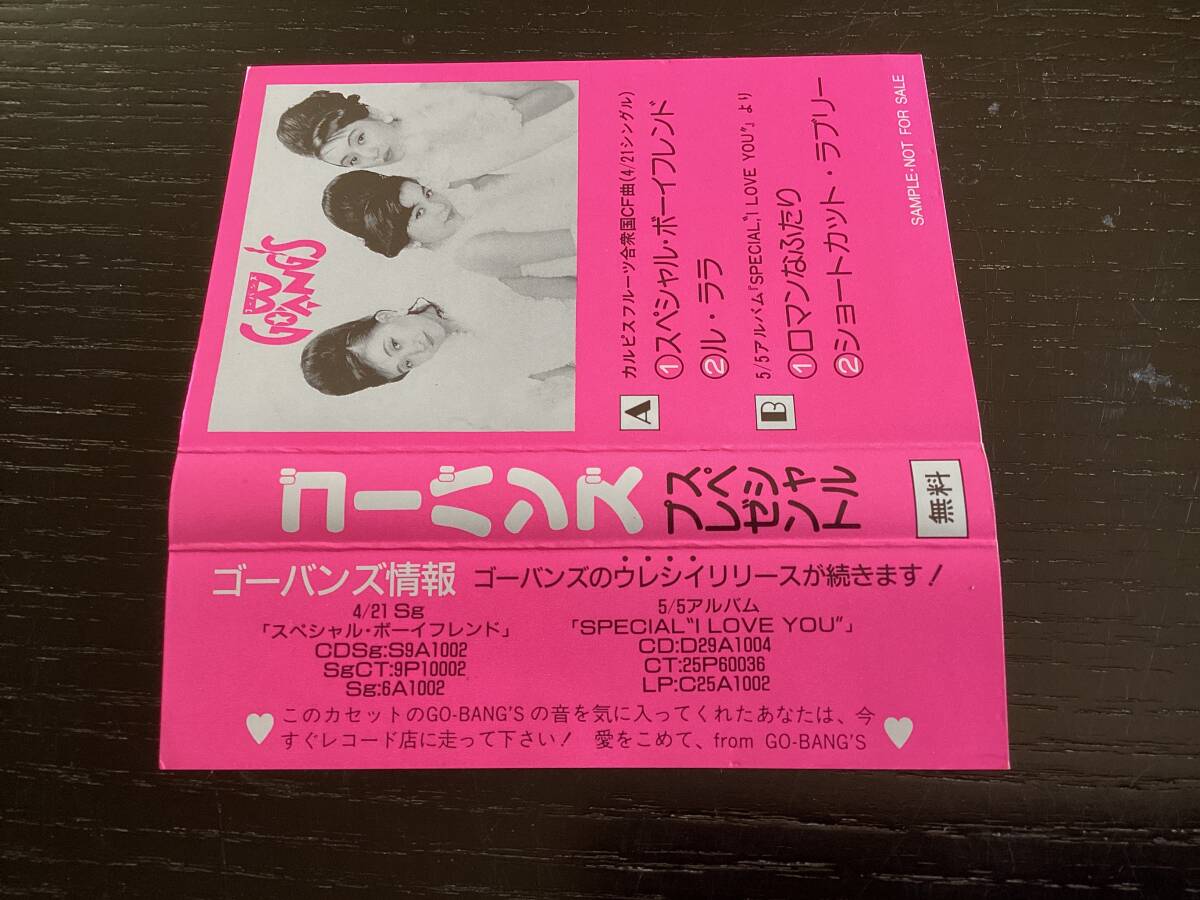 ゴーバンズ
GO-BANG'S
カルピスフルーツ合衆国CF曲(4/21シングル)
A
①スペシャル・ボーイフレンド
②ル・ララ
5/5アルバム「SPECIAL,"I LOVE YOU"」より
B
①ロマンなふたり
②ショートカット・ラブリー
SAMPLE・NOT FOR SALE
ゴーバンズ
スペシャル
プレゼント
無料
ゴーバンズ情報
ゴーバンズのウレシイリリースが続きます！
4/21 Sg
「スペシャル・ボーイフレンド」
CDSg:S9A1002
SgCT:9P10002
Sg:6A1002
5/5アルバム
「SPECIAL"I LOVE YOU"」
CD:D29A1004
CT:25P60036
LP:C25A1002
このカセットのGO-BANG'Sの音を気に入ってくれたあなたは、今
すぐレコード店に走って下さい！ 愛をこめて、from GO-BANG'S